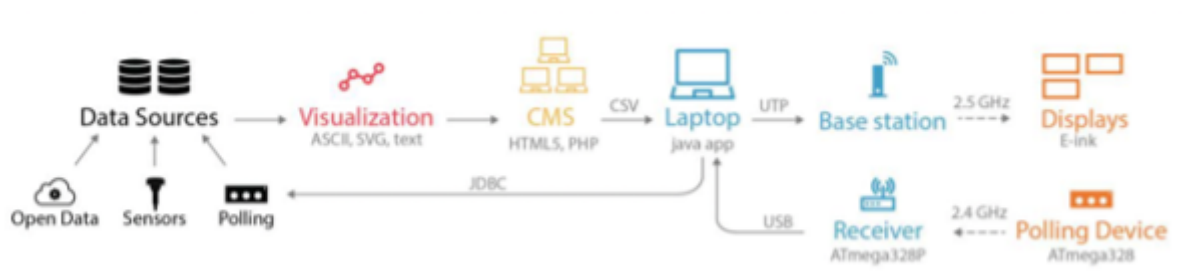 Data Sources
Visualization
ASCII, SVG, text
CMS
HTML5, PHP
CSV
Laptop
java app
UTP
Base station
2.5 GHz
Displays
E-ink
Open Data
Sensors
Polling
JDBC
USB
Receiver
ATmega328P
2.4 GHz
Polling Device
ATmega328